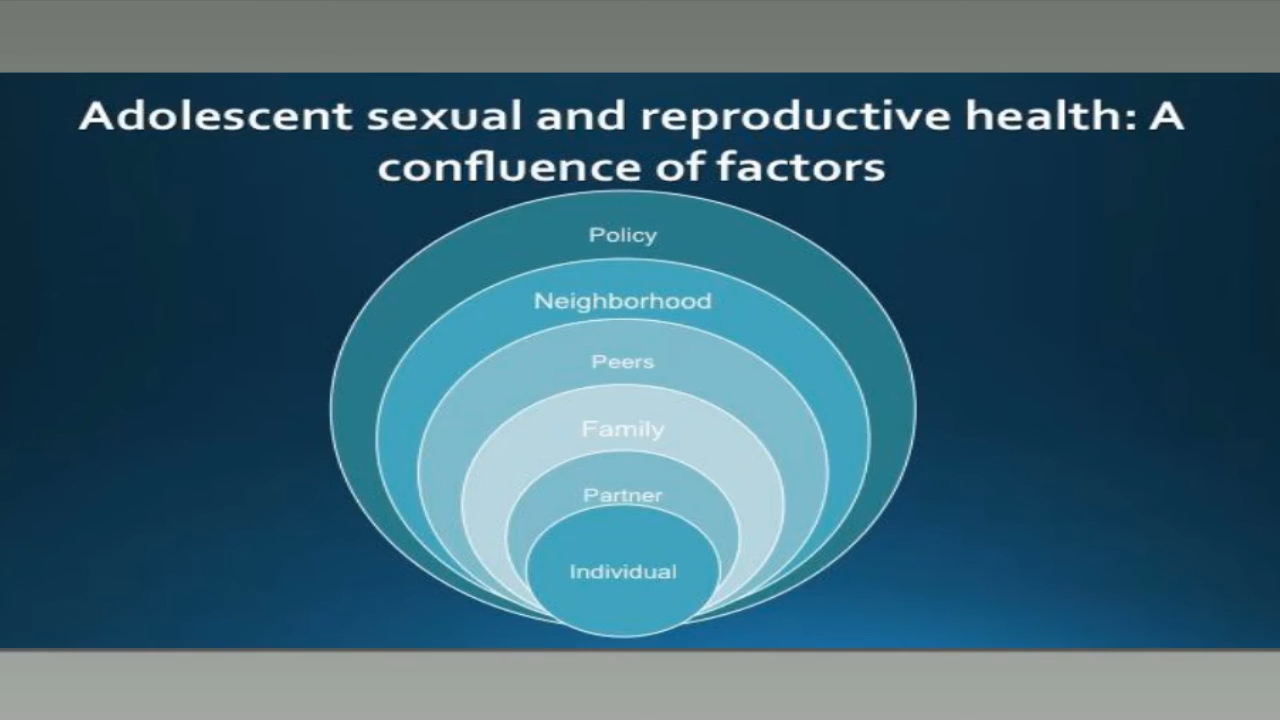 Adolescent sexual and reproductive health: A
confluence of factors
Policy
Neighborhood
Peers
Family
Partner
Individual